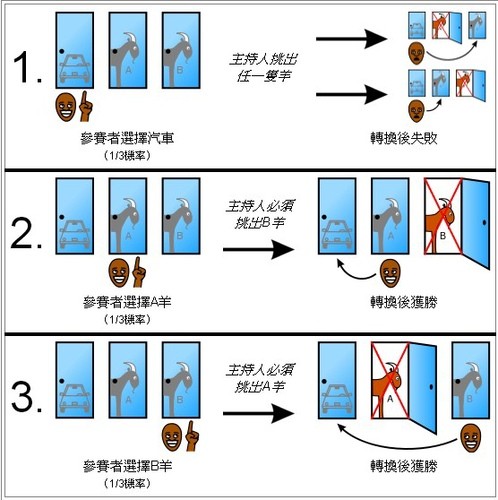 1.
A
B
主持人挑出
任一隻羊
參賽者選擇汽車
(1/3機率)
轉換後失敗
2.
A
B
主持人必須
挑出B羊
A
B
參賽者選擇A羊
(1/3機率)
轉換後獲勝
3.
A
B
主持人必須
挑出A羊
A
B
參賽者選擇B羊
(1/3機率)
轉換後獲勝